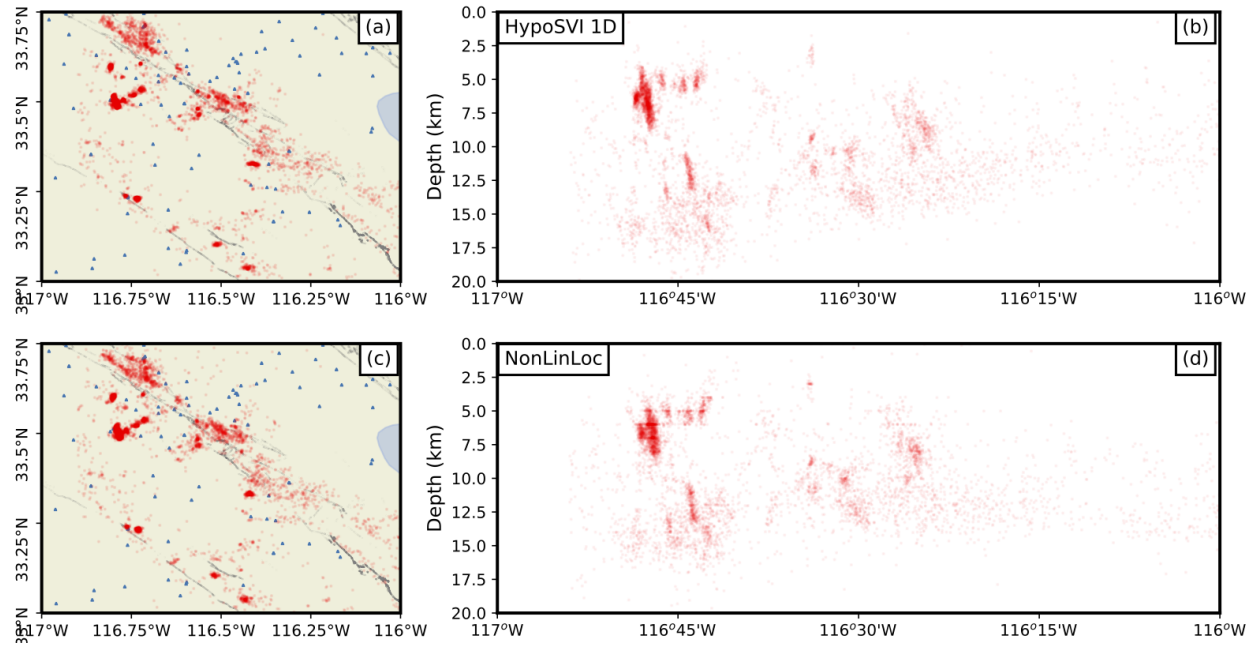 (a)
33.75°N
33.5°N
33.25°N
117°W
116.75°W
116.5°W
116.25°W
116°W
HypoSVI 1D
(b)
Depth (km)
0.0
2.5
5.0
7.5
10.0
12.5
15.0
17.5
20.0
117°W
116°45'W
116°30'W
116°15'W
116°W
(c)
33.75°N
33.5°N
33.25°N
117°W
116.75°W
116.5°W
116.25°W
116°W
NonLinLoc
(d)
Depth (km)
0.0
2.5
5.0
7.5
10.0
12.5
15.0
17.5
20.0
117°W
116°45'W
116°30'W
116°15'W
116°W